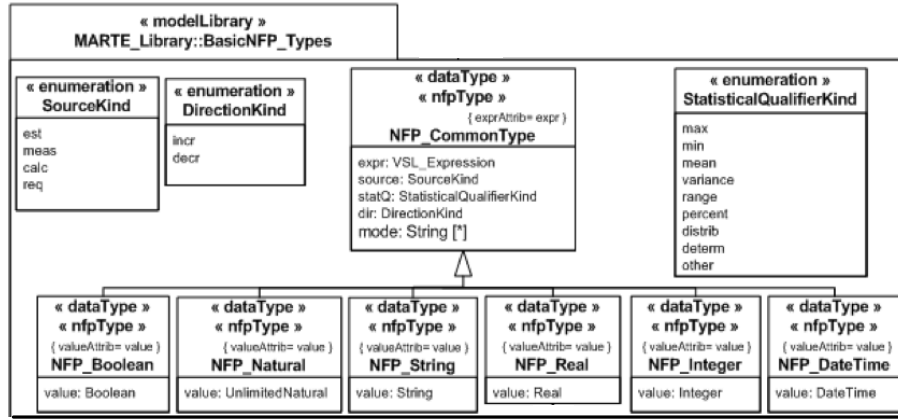 « modelLibrary »
MARTE_Library::BasicNFP_Types
« enumeration »
SourceKind
est
meas
calc
req
« enumeration »
DirectionKind
incr
decr
« dataType »
« nfpType »
{ exprAttrib= expr }
NFP_CommonType
expr: VSL_Expression
source: SourceKind
statQ: StatisticalQualifierKind
dir: DirectionKind
mode: String [*]
« enumeration »
StatisticalQualifierKind
max
min
mean
variance
range
percent
distrib
determ
other
« dataType »
« nfpType »
{ valueAttrib= value }
NFP_Boolean
value: Boolean
« dataType »
« nfpType »
{ valueAttrib= value }
NFP_Natural
value: UnlimitedNatural
« dataType »
« nfpType »
{ valueAttrib= value }
NFP_String
value: String
« dataType »
« nfpType »
{ valueAttrib= value }
NFP_Real
value: Real
« dataType »
« nfpType »
{ valueAttrib= value }
NFP_Integer
value: Integer
« dataType »
« nfpType »
{ valueAttrib= value }
NFP_DateTime
value: DateTime